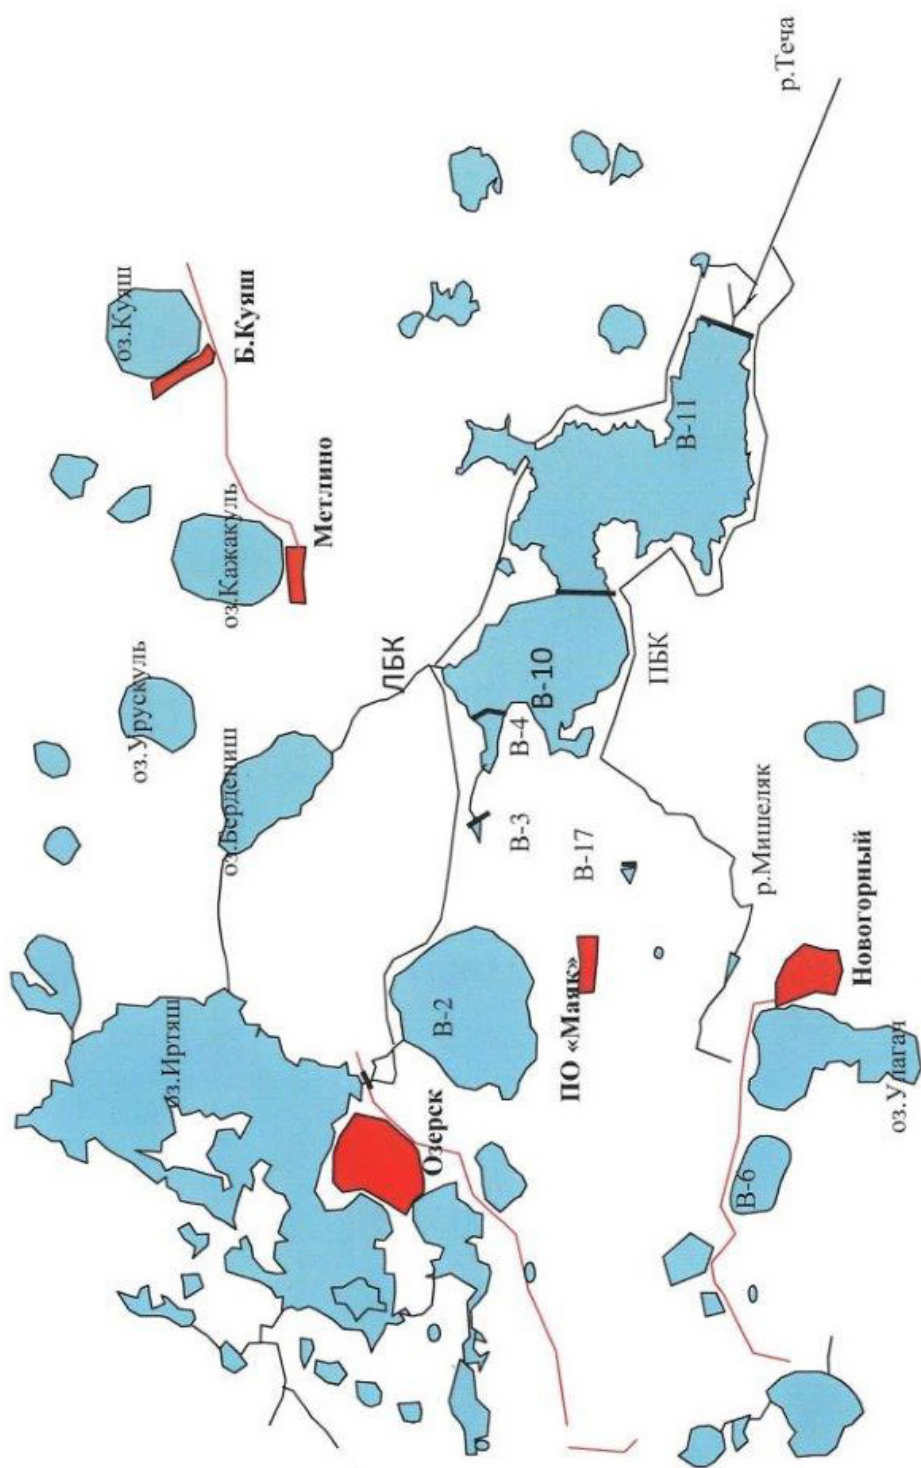 оз.Куяш
Б.Куяш
Метлино
оз.Кажакуль
оз.Урускуль
оз.Бердениш
оз.Иртяш
Озерск
ЛБК
В-10
В-4
В-3
В-2
В-17
ПО «Маяк»
В-11
р.Теча
ПБК
р.Мишеляк
Новогорный
оз.Улагач
В-6